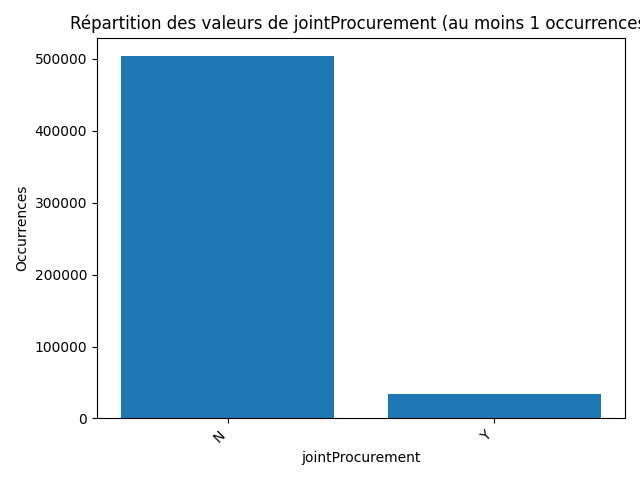 Répartition des valeurs de jointProcurement (au moins 1 occurrences
500000
400000
300000
200000
100000
0
Occurrences
N
Y
jointProcurement